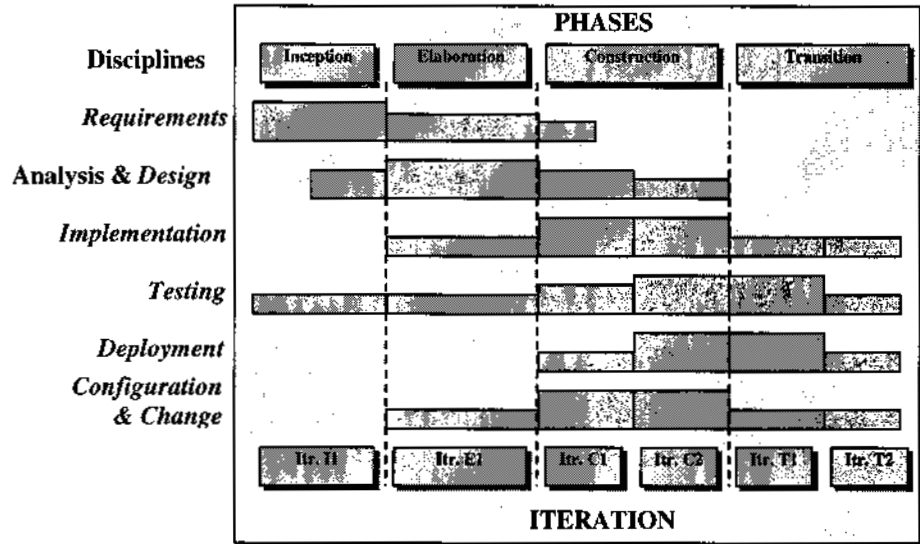 PHASES
Disciplines
Inception Elaboration Construction Transition
Requirements
Analysis & Design
Implementation
Testing
Deployment
Configuration
& Change
Itr. I1 Itr. E1 Itr. C1 Itr. C2 Itr. T1 Itr. T2
ITERATION